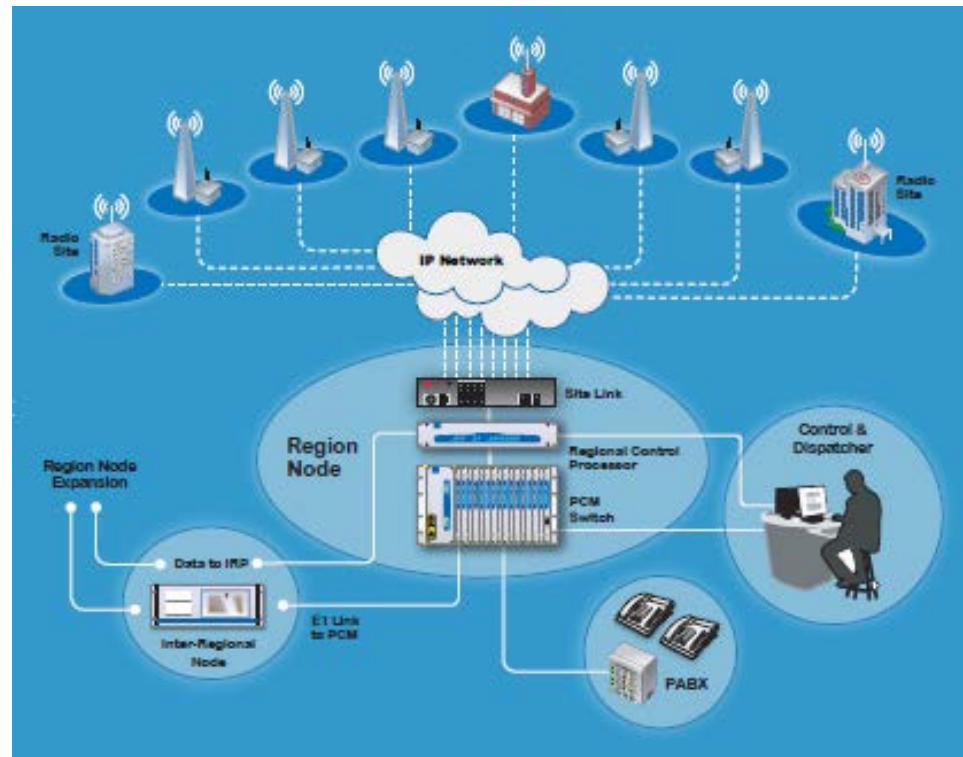 Radio
Site
Radio
Site
IP Network
Site Link
Region
Node
Regional Control
Processor
PCM
Switch
Control &
Dispatcher
Region Node
Expansion
Data to IRP
E1 Link
to PCM
Inter-Regional
Node
PABX